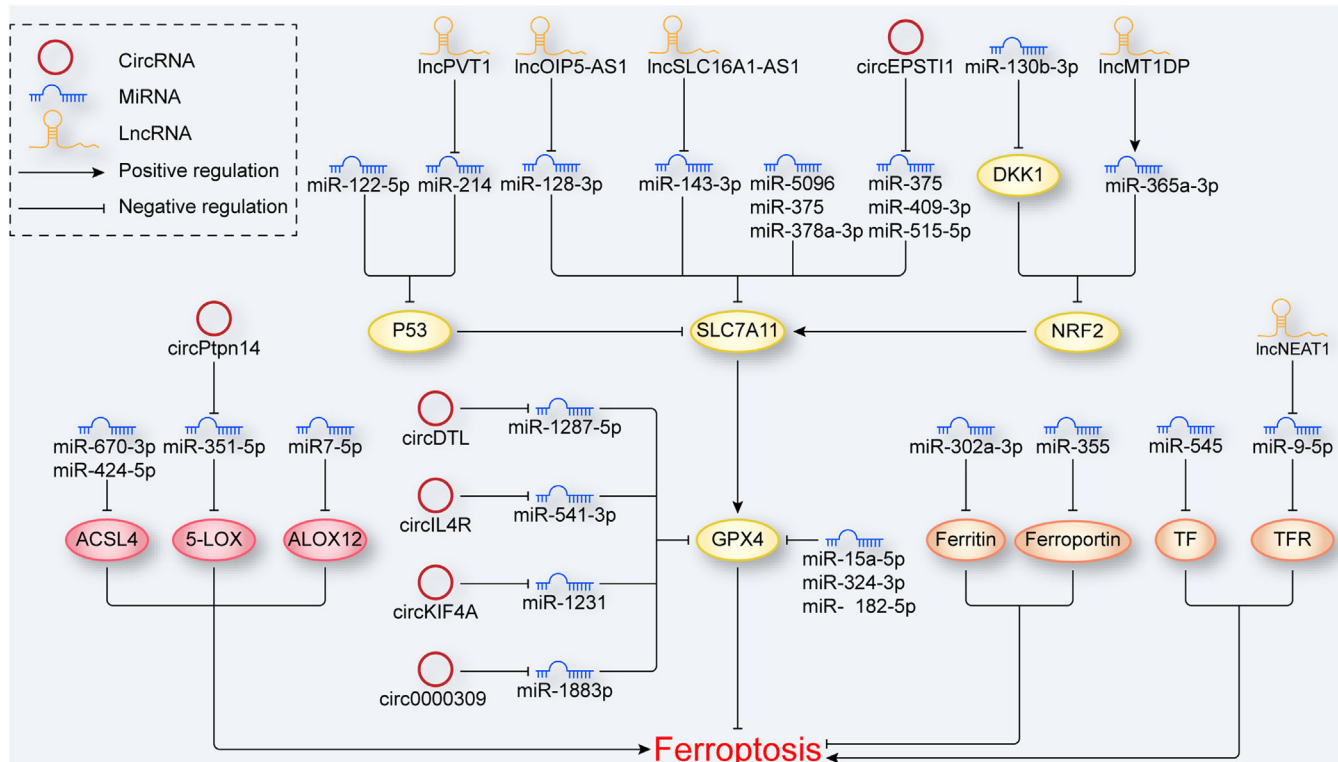 CircRNA
MiRNA
LncRNA
Positive regulation
Negative regulation
lncPVT1
lncOIP5-AS1
lncSLC16A1-AS1
circEPSTI1
miR-130b-3p
lncMT1DP
miR-122-5p
miR-214
miR-128-3p
miR-143-3p
miR-5096
miR-375
miR-378a-3p
miR-375
miR-409-3p
miR-515-5p
DKK1
miR-365a-3p
P53
SLC7A11
NRF2
circPtpn14
lncNEAT1
miR-670-3p
miR-424-5p
miR-351-5p
miR7-5p
circDTL
miR-1287-5p
miR-302a-3p
miR-355
miR-545
miR-9-5p
circIL4R
miR-541-3p
ACSL4
5-LOX
ALOX12
GPX4
miR-15a-5p
miR-324-3p
miR- 182-5p
Ferritin
Ferroportin
TF
TFR
circKIF4A
miR-1231
circ0000309
miR-1883p
Ferroptosis